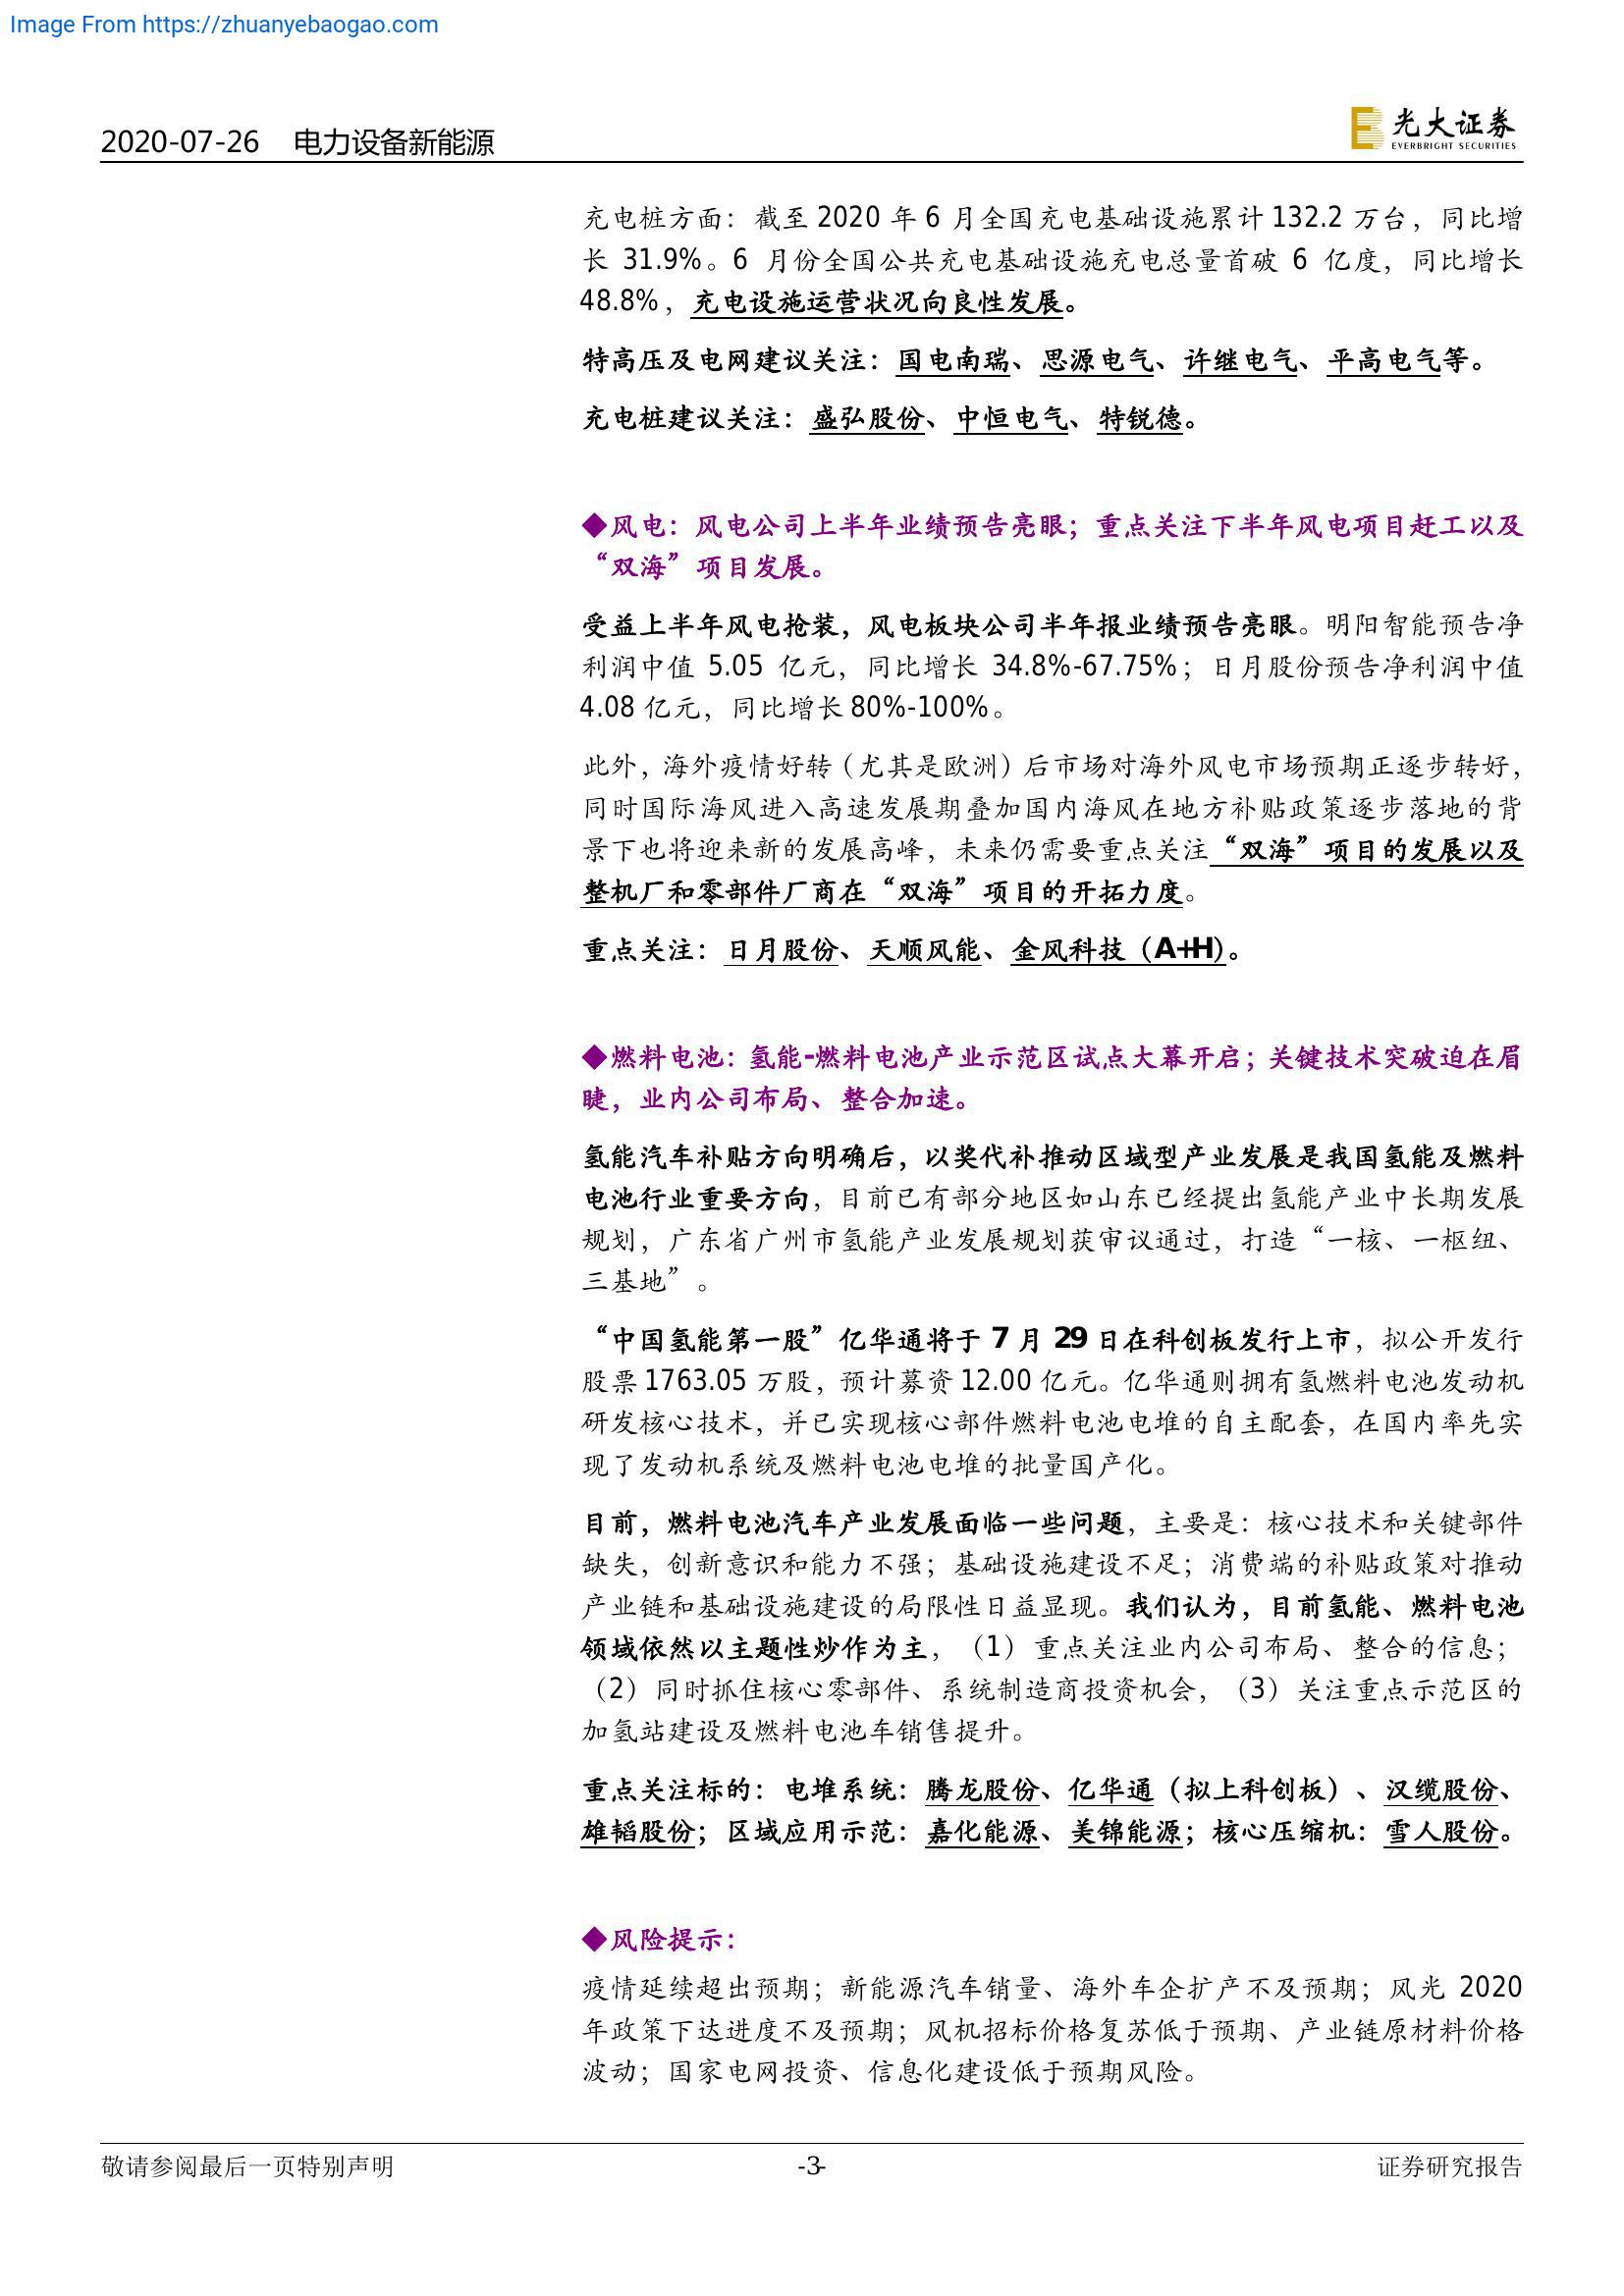 Image From https://zhuanyebaogao.com
2020-07-26 电力设备新能源
光大证券
EVERBRIGHT SECURITIES
充电桩方面：截至 2020 年 6 月全国充电基础设施累计 132.2 万台，同比增
长 31.9%。6 月份全国公共充电基础设施充电总量首破 6 亿度，同比增长
48.8%，充电设施运营状况向良性发展。
特高压及电网建议关注：国电南瑞、思源电气、许继电气、平高电气等。
充电桩建议关注：盛弘股份、中恒电气、特锐德。
◆风电：风电公司上半年业绩预告亮眼；重点关注下半年风电项目赶工以及
“双海”项目发展。
受益上半年风电抢装，风电板块公司半年报业绩预告亮眼。明阳智能预告净
利润中值 5.05 亿元，同比增长 34.8%-67.75%；日月股份预告净利润中值
4.08 亿元，同比增长 80%-100%。
此外，海外疫情好转（尤其是欧洲）后市场对海外风电市场预期正逐步转好，
同时国际海风进入高速发展期叠加国内海风在地方补贴政策逐步落地的背
景下也将迎来新的发展高峰，未来仍需要重点关注“双海”项目的发展以及
整机厂和零部件厂商在“双海”项目的开拓力度。
重点关注：日月股份、天顺风能、金风科技（A+H）。
◆燃料电池：氢能-燃料电池产业示范区试点大幕开启；关键技术突破迫在眉
睫，业内公司布局、整合加速。
氢能汽车补贴方向明确后，以奖代补推动区域型产业发展是我国氢能及燃料
电池行业重要方向，目前已有部分地区如山东已经提出氢能产业中长期发展
规划，广东省广州市氢能产业发展规划获审议通过，打造“一核、一枢纽、
三基地”。
“中国氢能第一股”亿华通将于 7 月 29 日在科创板发行上市，拟公开发行
股票 1763.05 万股，预计募资 12.00 亿元。亿华通则拥有氢燃料电池发动机
研发核心技术，并已实现核心部件燃料电池电堆的自主配套，在国内率先实
现了发动机系统及燃料电池电堆的批量国产化。
目前，燃料电池汽车产业发展面临一些问题，主要是：核心技术和关键部件
缺失，创新意识和能力不强；基础设施建设不足；消费端的补贴政策对推动
产业链和基础设施建设的局限性日益显现。我们认为，目前氢能、燃料电池
领域依然以主题性炒作为主，（1）重点关注业内公司布局、整合的信息；
（2）同时抓住核心零部件、系统制造商投资机会，（3）关注重点示范区的
加氢站建设及燃料电池车销售提升。
重点关注标的：电堆系统：腾龙股份、亿华通（拟上科创板）、汉缆股份、
雄韬股份；区域应用示范：嘉化能源、美锦能源；核心压缩机：雪人股份。
◆风险提示：
疫情延续超出预期；新能源汽车销量、海外车企扩产不及预期；风光 2020
年政策下达进度不及预期；风机招标价格复苏低于预期、产业链原材料价格
波动；国家电网投资、信息化建设低于预期风险。
敬请参阅最后一页特别声明 -3- 证券研究报告